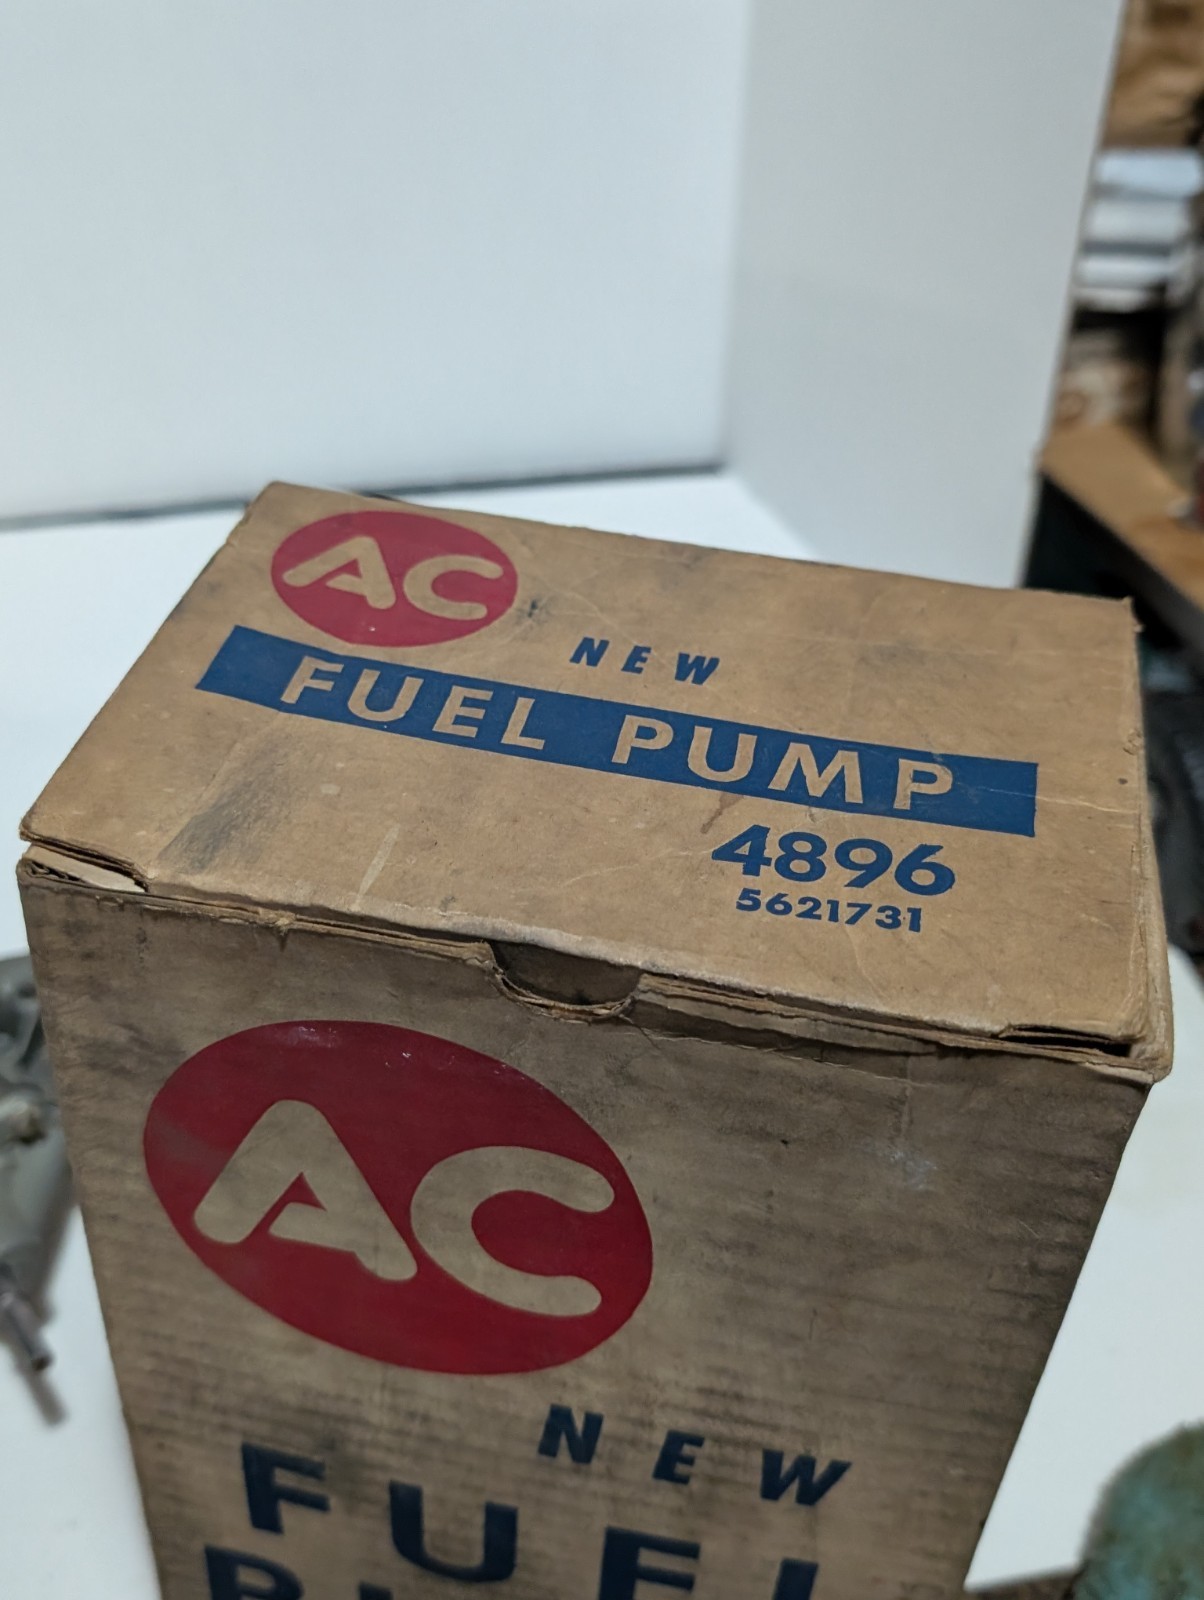 AC
NEW
FUEL PUMP
4896
5621731
AC
NEW
FUEL